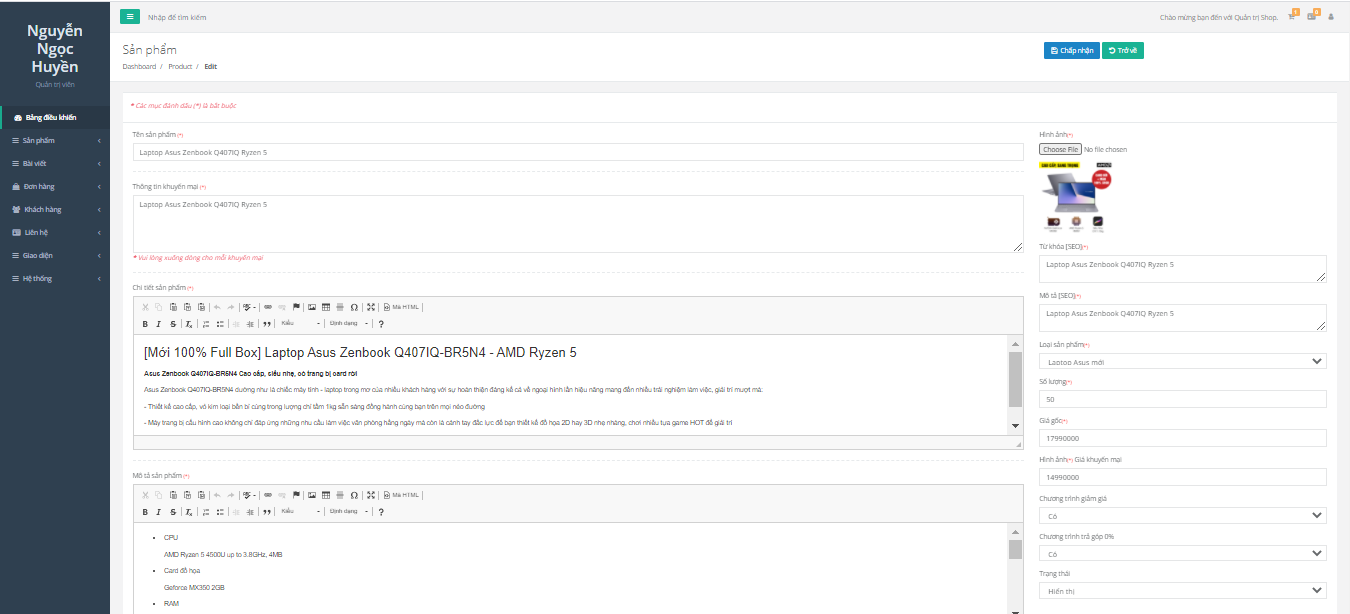 Nguyễn
Ngọc
Huyền
Quản trị viên
Bảng điều khiển
Sản phẩm
Bài viết
Đơn hàng
Khách hàng
Liên hệ
Giao diện
Hệ thống
Nhập để tìm kiếm
Chào mừng bạn đến với Quản trị Shop.
Sản phẩm
Dashboard / Product / Edit
Chấp nhận
Trở về
* Các mục đánh dấu (*) là bắt buộc
Tên sản phẩm (*)
Laptop Asus Zenbook Q407IQ Ryzen 5
Thông tin khuyến mại (*)
Laptop Asus Zenbook Q407IQ Ryzen 5
* Vui lòng xuống dòng cho mỗi khuyến mại
Chi tiết sản phẩm (*)
Mã HTML
Kiểu
Định dạng
[Mới 100% Full Box] Laptop Asus Zenbook Q407IQ-BR5N4 - AMD Ryzen 5
Asus Zenbook Q407IQ-BR5N4 Cao cấp, siêu nhẹ, có trang bị card rời
Asus Zenbook Q407IQ-BR5N4 dường như là chiếc máy tính - laptop trong mơ của nhiều khách hàng với sự hoàn thiện đáng kể cả về ngoại hình lẫn hiệu năng mang đến nhiều trải nghiệm làm việc, giải trí mượt mà:
- Thiết kế cao cấp, vỏ kim loại bền bỉ cùng trọng lượng chỉ tầm 1kg sẵn sàng đồng hành cùng bạn trên mọi nẻo đường
- Máy trang bị cấu hình cao không chỉ đáp ứng những nhu cầu làm việc văn phòng hằng ngày mà còn là cánh tay đắc lực để bạn thiết kế đồ họa 2D hay 3D nhẹ nhàng, chơi nhiều tựa game HOT để giải trí
Mô tả sản phẩm (*)
Mã HTML
Kiểu
Định dạng
CPU
AMD Ryzen 5 4500U up to 3.8GHz, 4MB
Card đồ họa
Geforce MX350 2GB
RAM
Hình ảnh(*)
Choose File No file chosen
Từ khóa [SEO](*)
Laptop Asus Zenbook Q407IQ Ryzen 5
Mô tả [SEO](*)
Laptop Asus Zenbook Q407IQ Ryzen 5
Loại sản phẩm(*)
Laptop Asus mới
Số lượng(*)
50
Giá gốc(*)
17990000
Hình ảnh(*) Giá khuyến mại
14990000
Chương trình giảm giá
Có
Chương trình trả góp 0%
Có
Trạng thái
Hiển thị